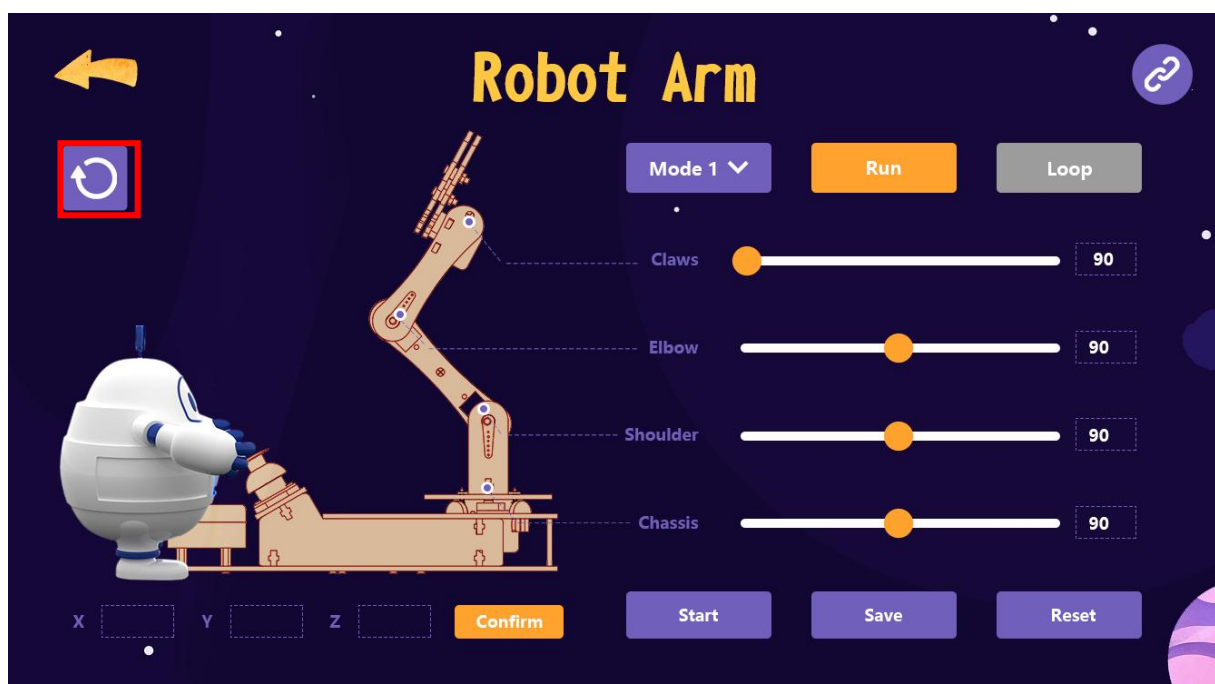 Robot Arm
Mode 1
Run
Loop
Claws
90
Elbow
90
Shoulder
90
Chassis
90
X
Y
Z
Confirm
Start
Save
Reset